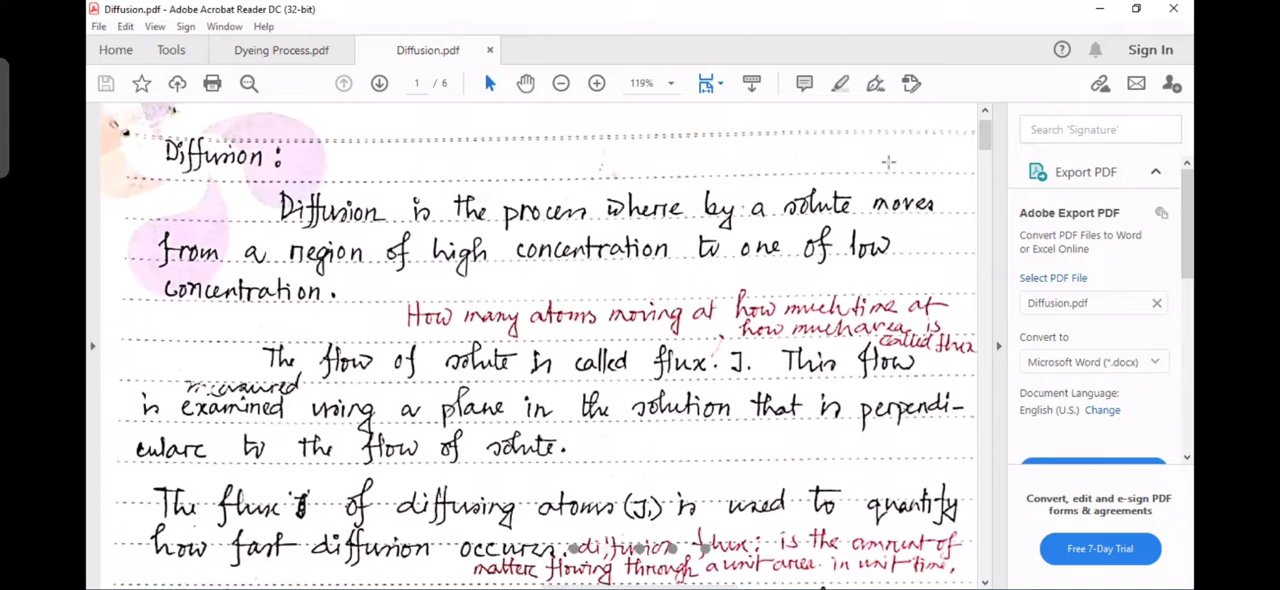 Diffusion.pdf - Adobe Acrobat Reader DC (32-bit)
File Edit View Sign Window Help
Home Tools Dyeing Process.pdf Diffusion.pdf × Sign In
1 / 6 119%
Diffusion :
Diffusion is the process where by a solute moves
from a region of high concentration to one of low
concentration.
How many atoms moving at how much time at
how much area is
called flux
The flow of solute is called flux. J. This flow
measured
is examined using a plane in the solution that is perpendi-
cular to the flow of solute.
The flux J of diffusing atoms (J,) is used to quantify
how fast diffusion occurs. diffusion flux: is the amount of
matter flowing through a unit area in unit time,
Search 'Signature'
Export PDF
Adobe Export PDF
Convert PDF Files to Word
or Excel Online
Select PDF File
Diffusion.pdf ×
Convert to
Microsoft Word (*.docx)
Document Language:
English (U.S.) Change
Convert, edit and e-sign PDF
forms & agreements
Free 7-Day Trial